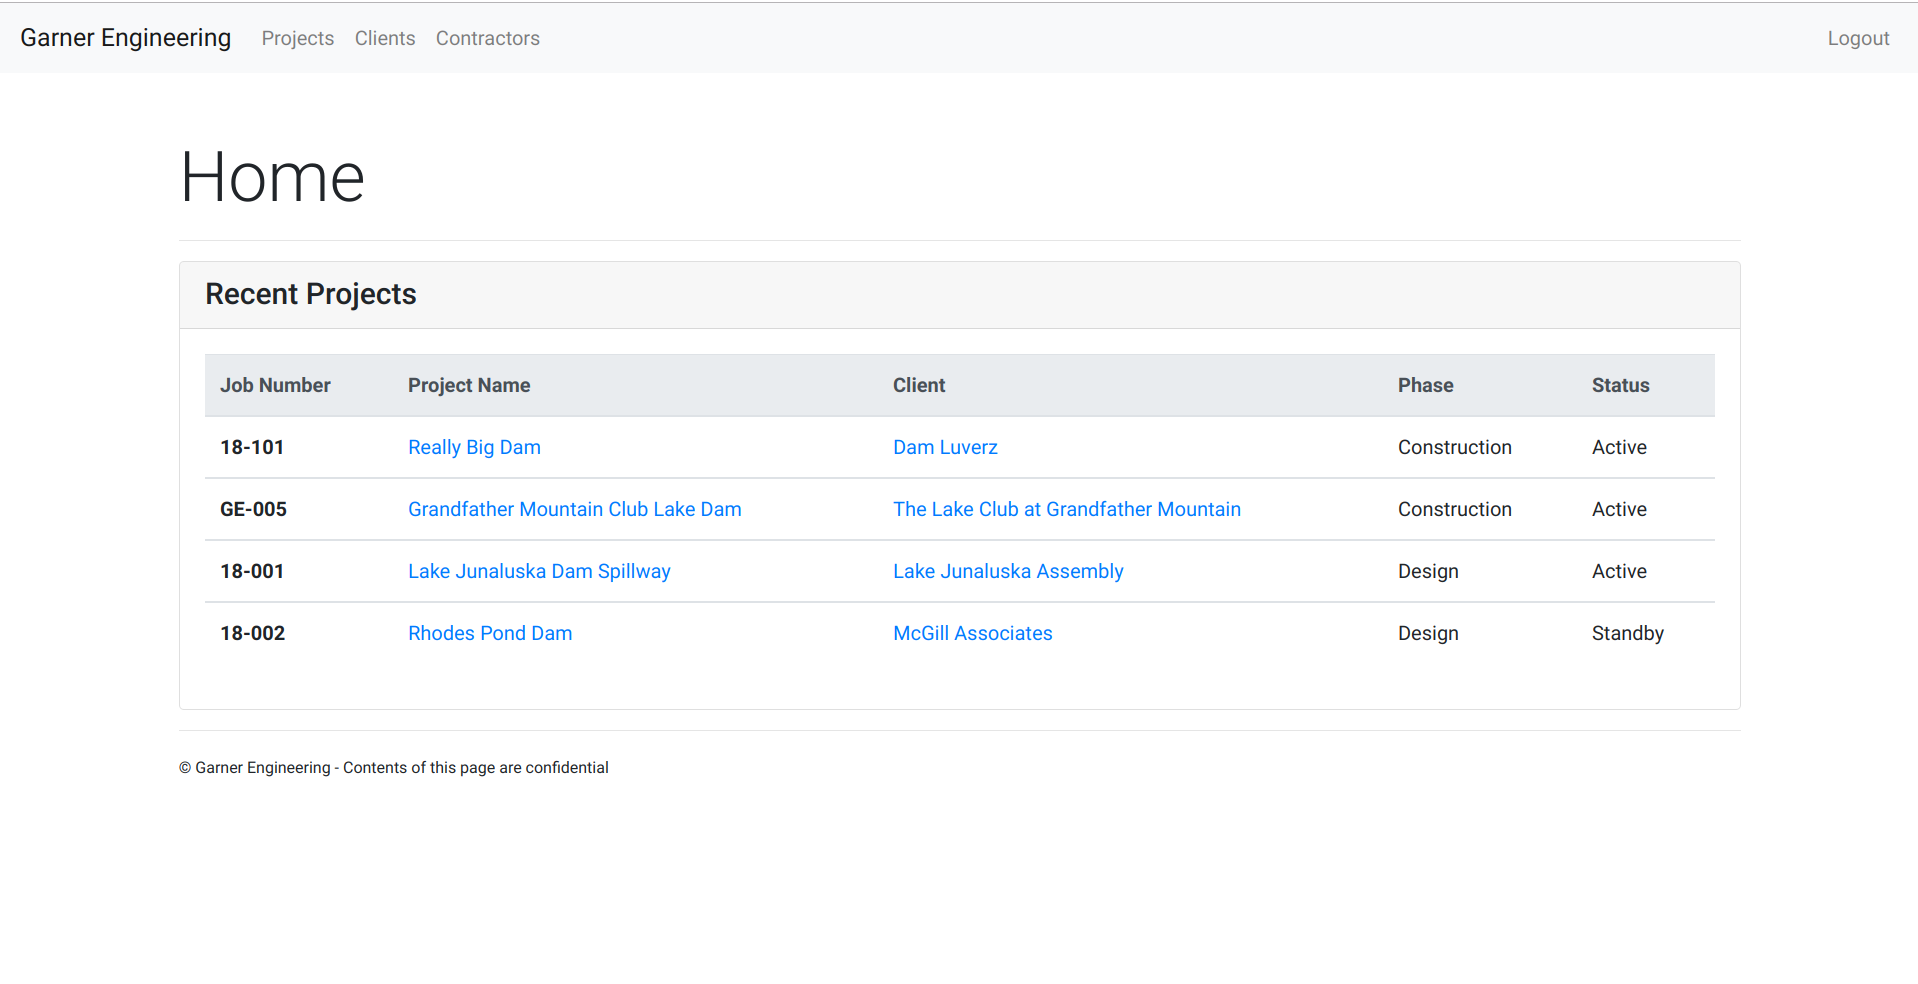 Garner Engineering Projects Clients Contractors Logout
Home
Recent Projects
Job Number Project Name Client Phase Status
18-101 Really Big Dam Dam Luverz Construction Active
GE-005 Grandfather Mountain Club Lake Dam The Lake Club at Grandfather Mountain Construction Active
18-001 Lake Junaluska Dam Spillway Lake Junaluska Assembly Design Active
18-002 Rhodes Pond Dam McGill Associates Design Standby
© Garner Engineering - Contents of this page are confidential